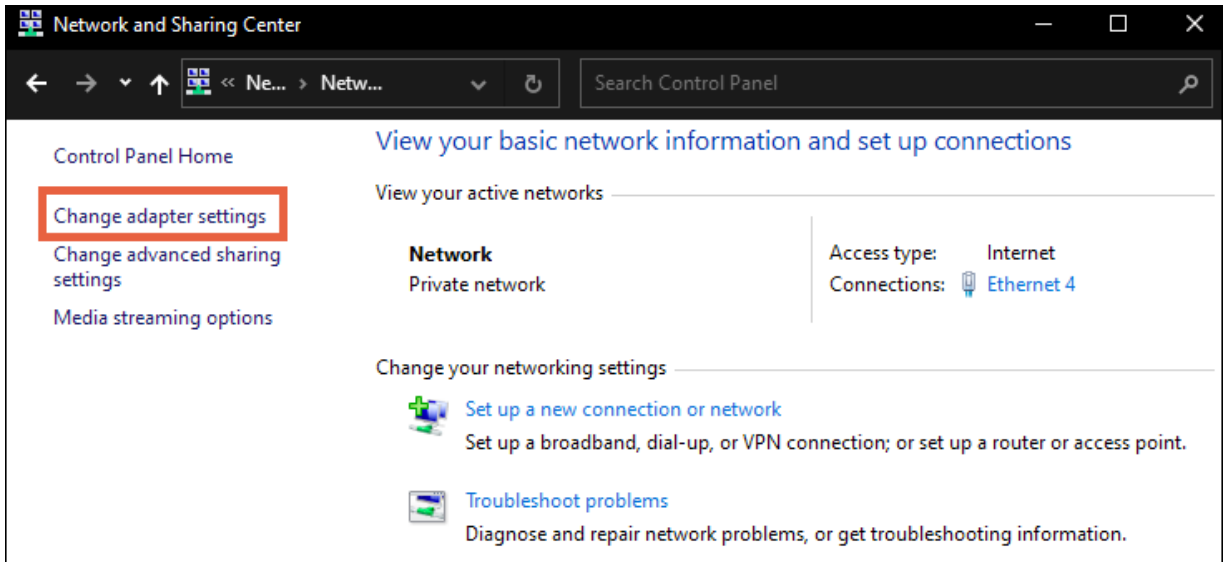 Network and Sharing Center
« Ne... › Netw...
Search Control Panel
Control Panel Home
Change adapter settings
Change advanced sharing
settings
Media streaming options
View your basic network information and set up connections
View your active networks
Network
Private network
Access type: Internet
Connections: Ethernet 4
Change your networking settings
Set up a new connection or network
Set up a broadband, dial-up, or VPN connection; or set up a router or access point.
Troubleshoot problems
Diagnose and repair network problems, or get troubleshooting information.